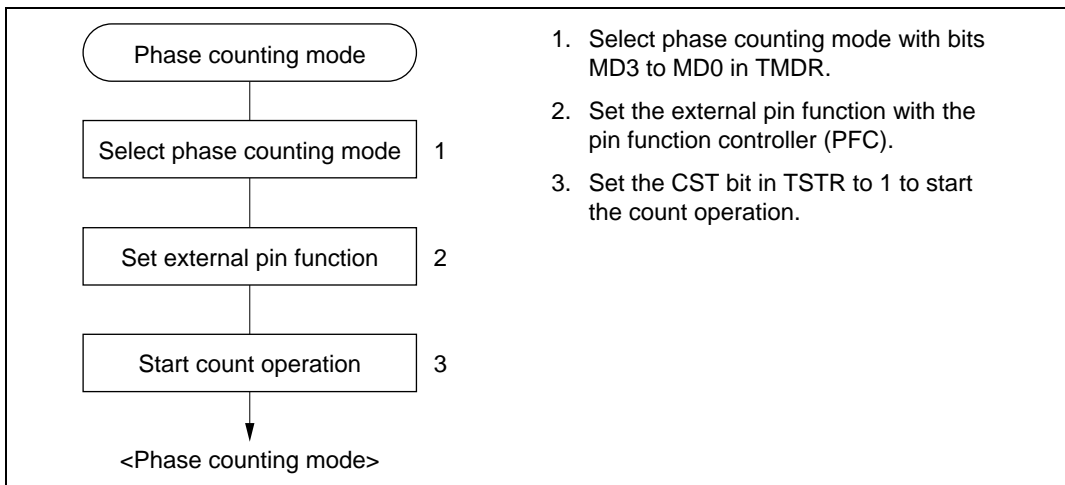 Phase counting mode
Select phase counting mode 1
Set external pin function 2
Start count operation 3
<Phase counting mode>
1. Select phase counting mode with bits
MD3 to MD0 in TMDR.
2. Set the external pin function with the
pin function controller (PFC).
3. Set the CST bit in TSTR to 1 to start
the count operation.